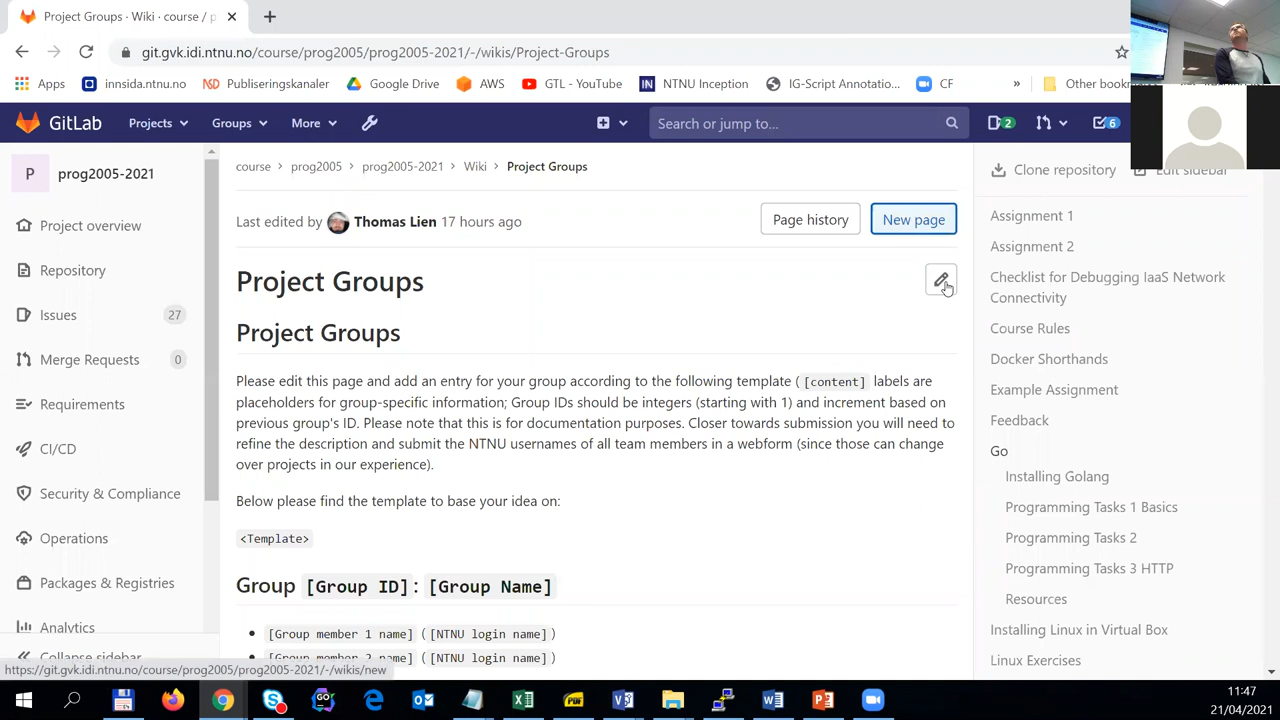 Project Groups · Wiki · course / p
git.gvk.idi.ntnu.no/course/prog2005/prog2005-2021/-/wikis/Project-Groups
Apps innsida.ntnu.no Publiseringskanaler Google Drive AWS GTL - YouTube NTNU Inception IG-Script Annotatio... CF » Other bookm
GitLab Projects Groups More Search or jump to... 2 6
P prog2005-2021
Project overview
Repository
Issues 27
Merge Requests 0
Requirements
CI/CD
Security & Compliance
Operations
Packages & Registries
Analytics
Collapse sidebar
course prog2005 prog2005-2021 Wiki Project Groups
Last edited by Thomas Lien 17 hours ago Page history New page
Project Groups
Project Groups
Please edit this page and add an entry for your group according to the following template ( [content] labels are
placeholders for group-specific information; Group IDs should be integers (starting with 1) and increment based on
previous group's ID. Please note that this is for documentation purposes. Closer towards submission you will need to
refine the description and submit the NTNU usernames of all team members in a webform (since those can change
over projects in our experience).
Below please find the template to base your idea on:
<Template>
Group [Group ID]: [Group Name]
[Group member 1 name] ([NTNU login name])
[Group member 2 name] ([NTNU login name])
Clone repository Edit sidebar
Assignment 1
Assignment 2
Checklist for Debugging IaaS Network
Connectivity
Course Rules
Docker Shorthands
Example Assignment
Feedback
Go
Installing Golang
Programming Tasks 1 Basics
Programming Tasks 2
Programming Tasks 3 HTTP
Resources
Installing Linux in Virtual Box
Linux Exercises
https://git.gvk.idi.ntnu.no/course/prog2005/prog2005-2021/-/wikis/new
11:47
21/04/2021